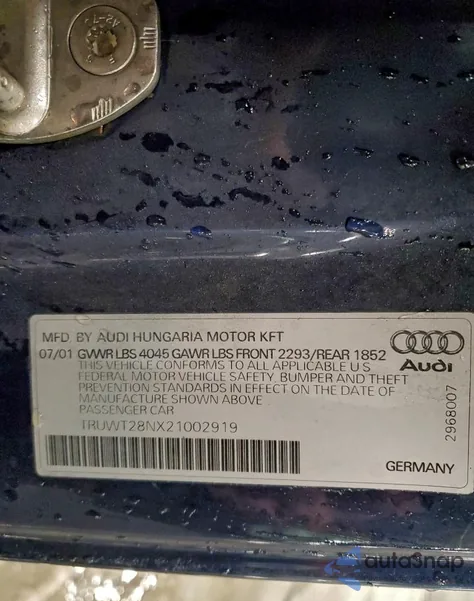 MFD. BY AUDI HUNGARIA MOTOR KFT
07/01 GVWR LBS 4045 GAWR LBS FRONT 2293/REAR 1852
THIS VEHICLE CONFORMS TO ALL APPLICABLE U S
FEDERAL MOTOR VEHICLE SAFETY, BUMPER AND THEFT
PREVENTION STANDARDS IN EFFECT ON THE DATE OF
MANUFACTURE SHOWN ABOVE
PASSENGER CAR
TRUWT28NX21002919
Audi
2968007
GERMANY
auta3nap